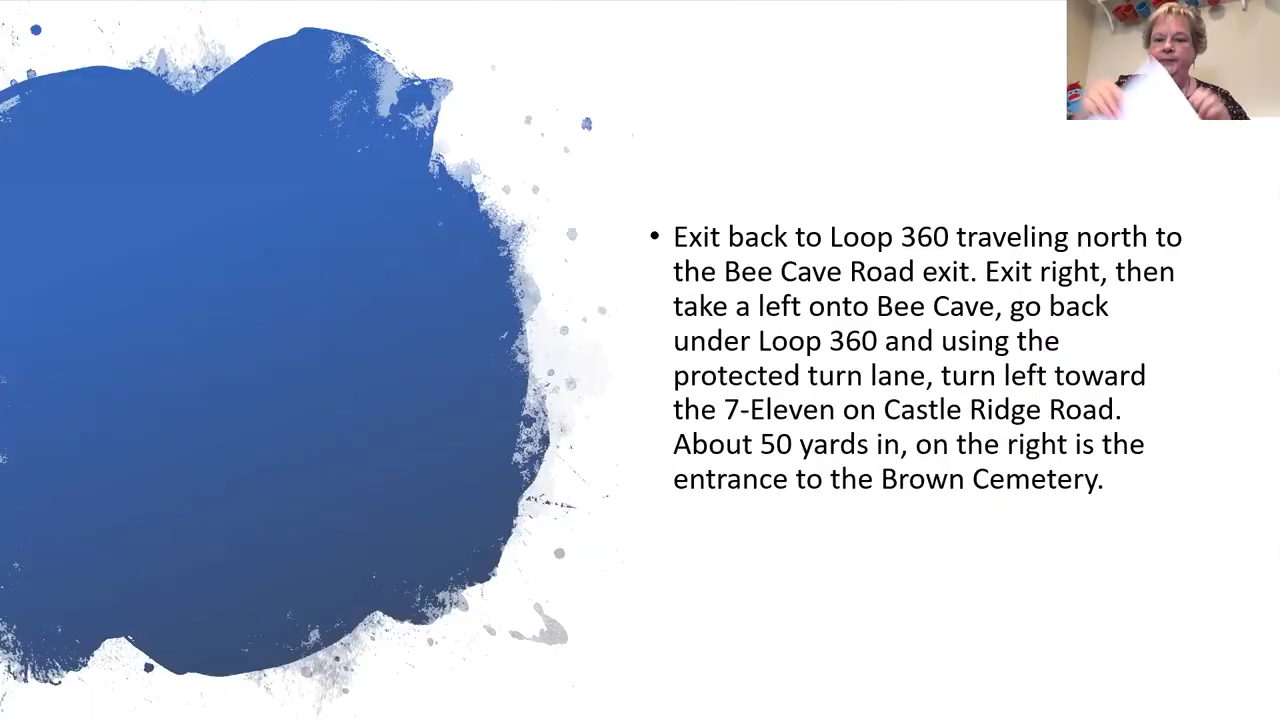 • Exit back to Loop 360 traveling north to
the Bee Cave Road exit. Exit right, then
take a left onto Bee Cave, go back
under Loop 360 and using the
protected turn lane, turn left toward
the 7-Eleven on Castle Ridge Road.
About 50 yards in, on the right is the
entrance to the Brown Cemetery.